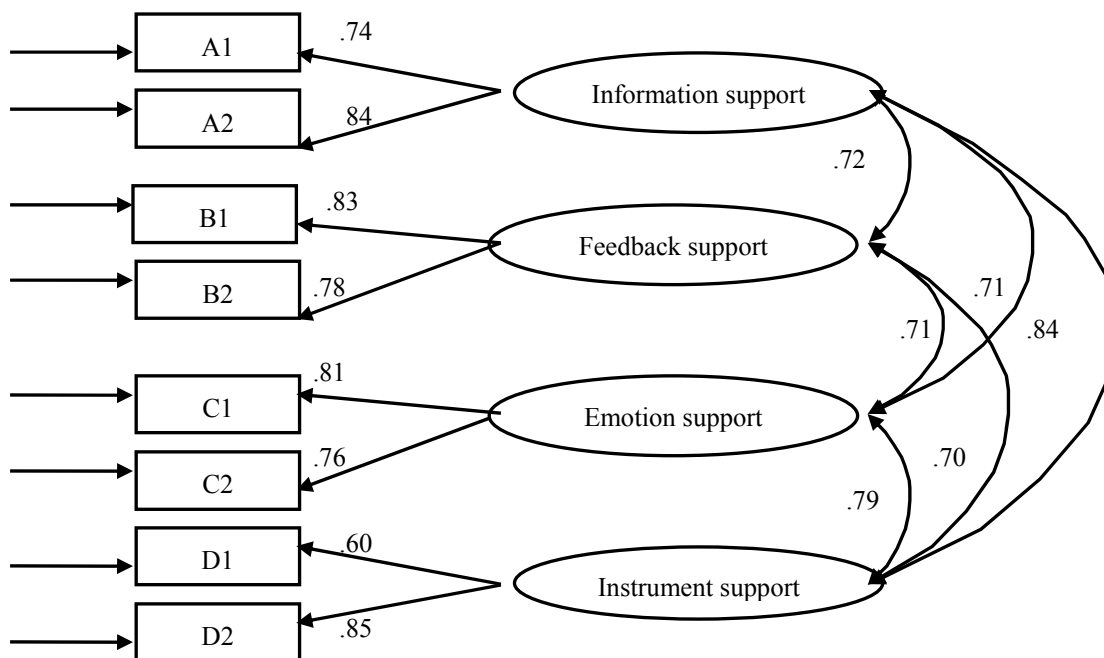 A1
.74
Information support
A2
84
.72
B1
.83
Feedback support
B2
.78
.71
.71
.84
C1
.81
Emotion support
C2
.76
.70
.79
D1
.60
Instrument support
D2
.85